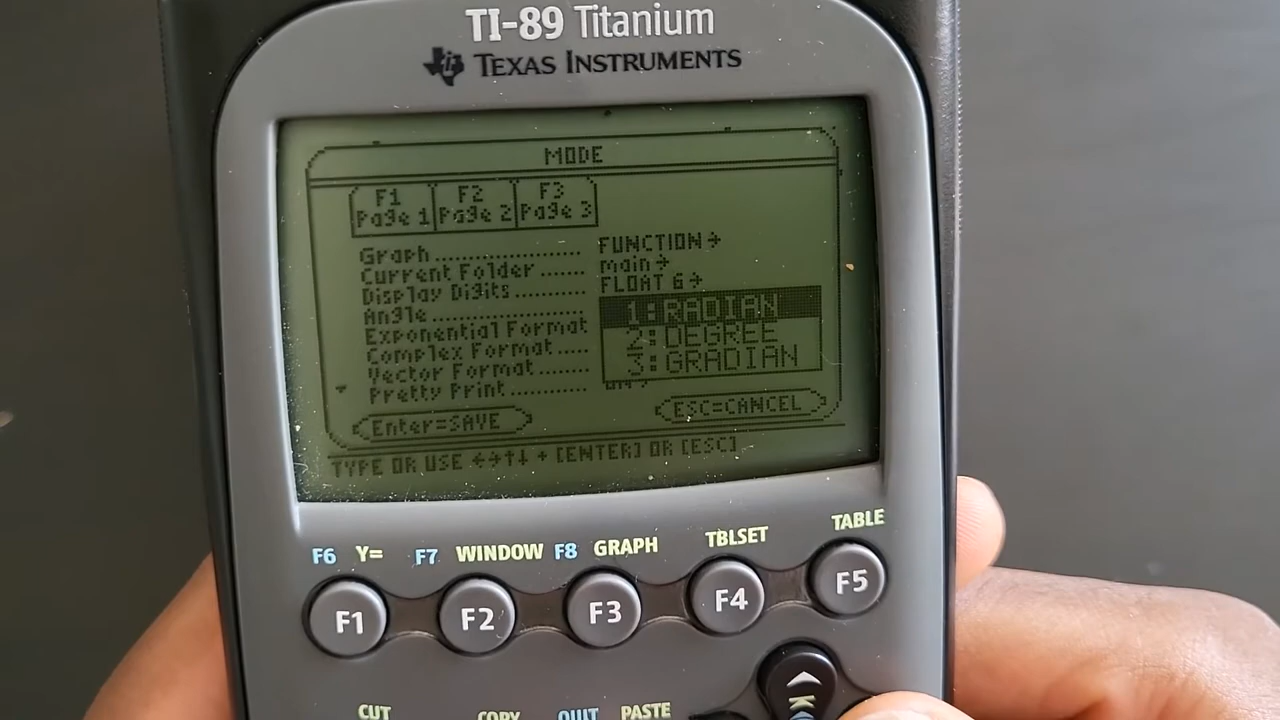 TI-89 Titanium
TEXAS INSTRUMENTS
MODE
F1 F2 F3
Page 1 Page 2 Page 3
Graph.................. FUNCTION→
Current Folder....... main→
Display Digits.......... FLOAT 6→
Angle.................... 1:RADIAN
Exponential Format 2:DEGREE
Complex Format..... 3:GRADIAN
Vector Format........
Pretty Print...........
Enter=SAVE ESC=CANCEL
TYPE OR USE ←→↑↓ + [ENTER] OR [ESC]
F6 Y= F7 WINDOW F8 GRAPH TBLSET TABLE
F1 F2 F3 F4 F5
CUT COPY QUIT PASTE